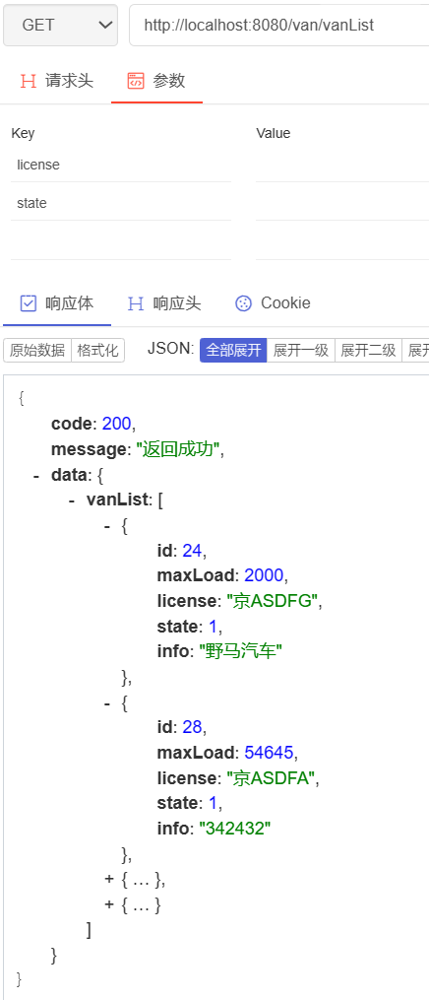 GET http://localhost:8080/van/vanList
请求头 参数
Key Value
license
state
响应体 响应头 Cookie
原始数据 格式化 JSON: 全部展开 展开一级 展开二级 展开
{
code: 200,
message: "返回成功",
- data: {
- vanList: [
- {
id: 24,
maxLoad: 2000,
license: "京ASDFG",
state: 1,
info: "野马汽车"
},
- {
id: 28,
maxLoad: 54645,
license: "京ASDFA",
state: 1,
info: "342432"
},
+ { ... },
+ { ... }
]
}
}